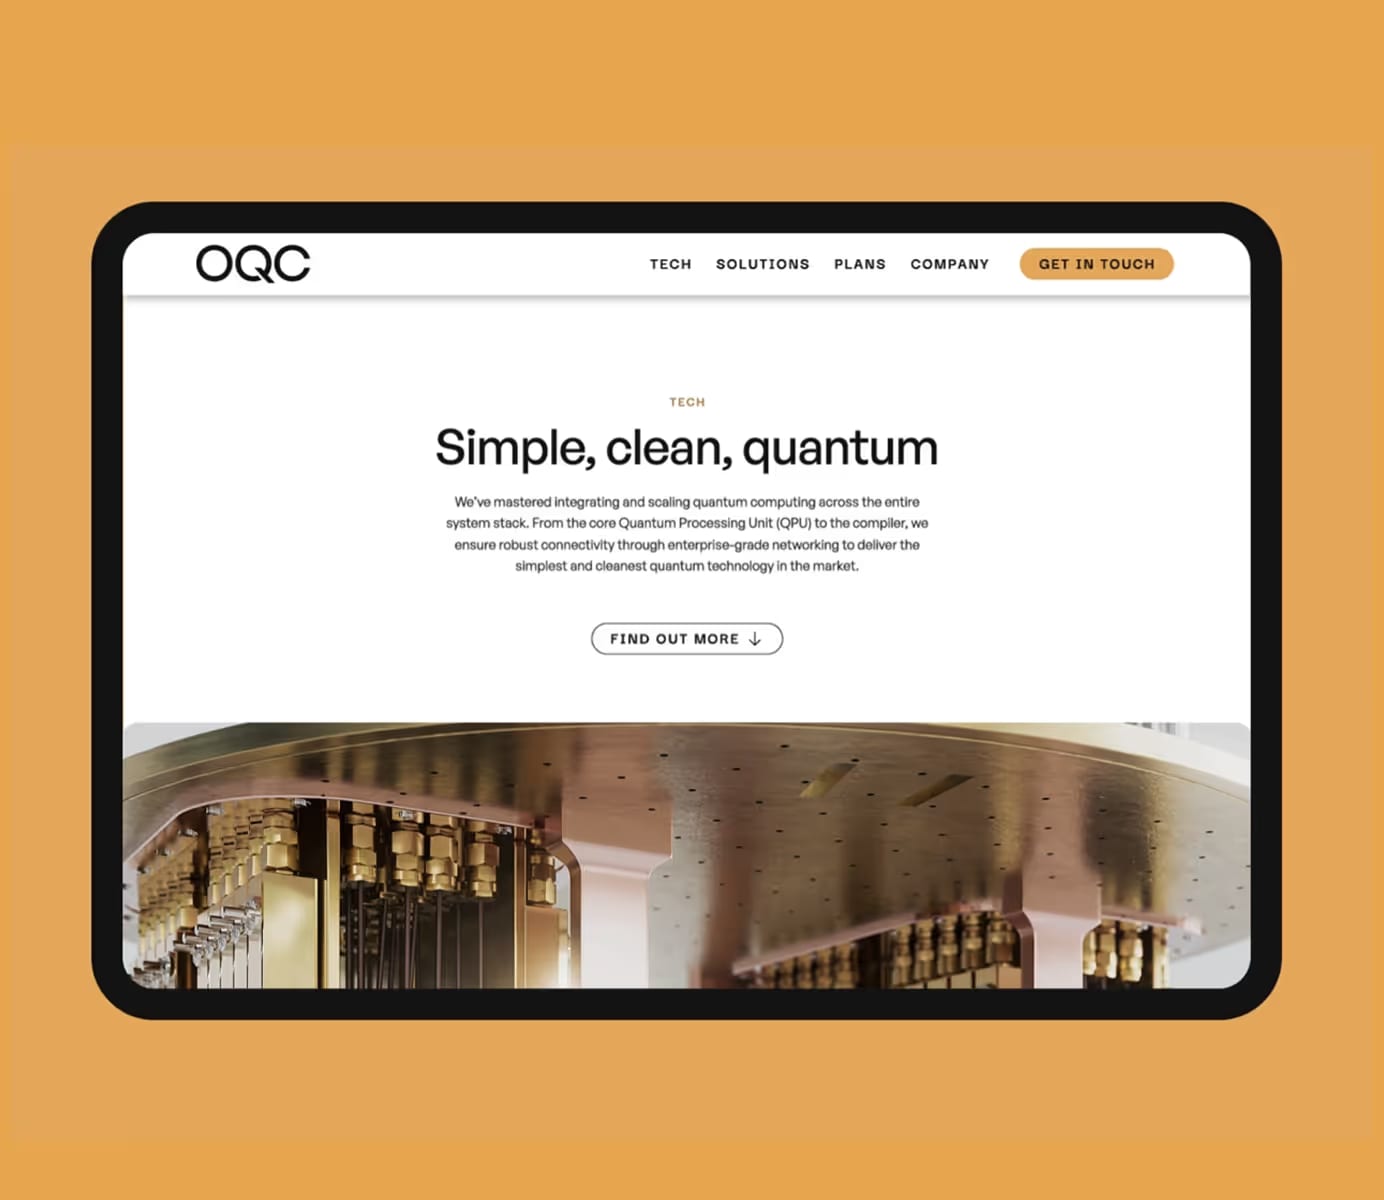 OQC
TECH SOLUTIONS PLANS COMPANY GET IN TOUCH
TECH
Simple, clean, quantum
We've mastered integrating and scaling quantum computing across the entire
system stack. From the core Quantum Processing Unit (QPU) to the compiler, we
ensure robust connectivity through enterprise-grade networking to deliver the
simplest and cleanest quantum technology in the market.
FIND OUT MORE ↓